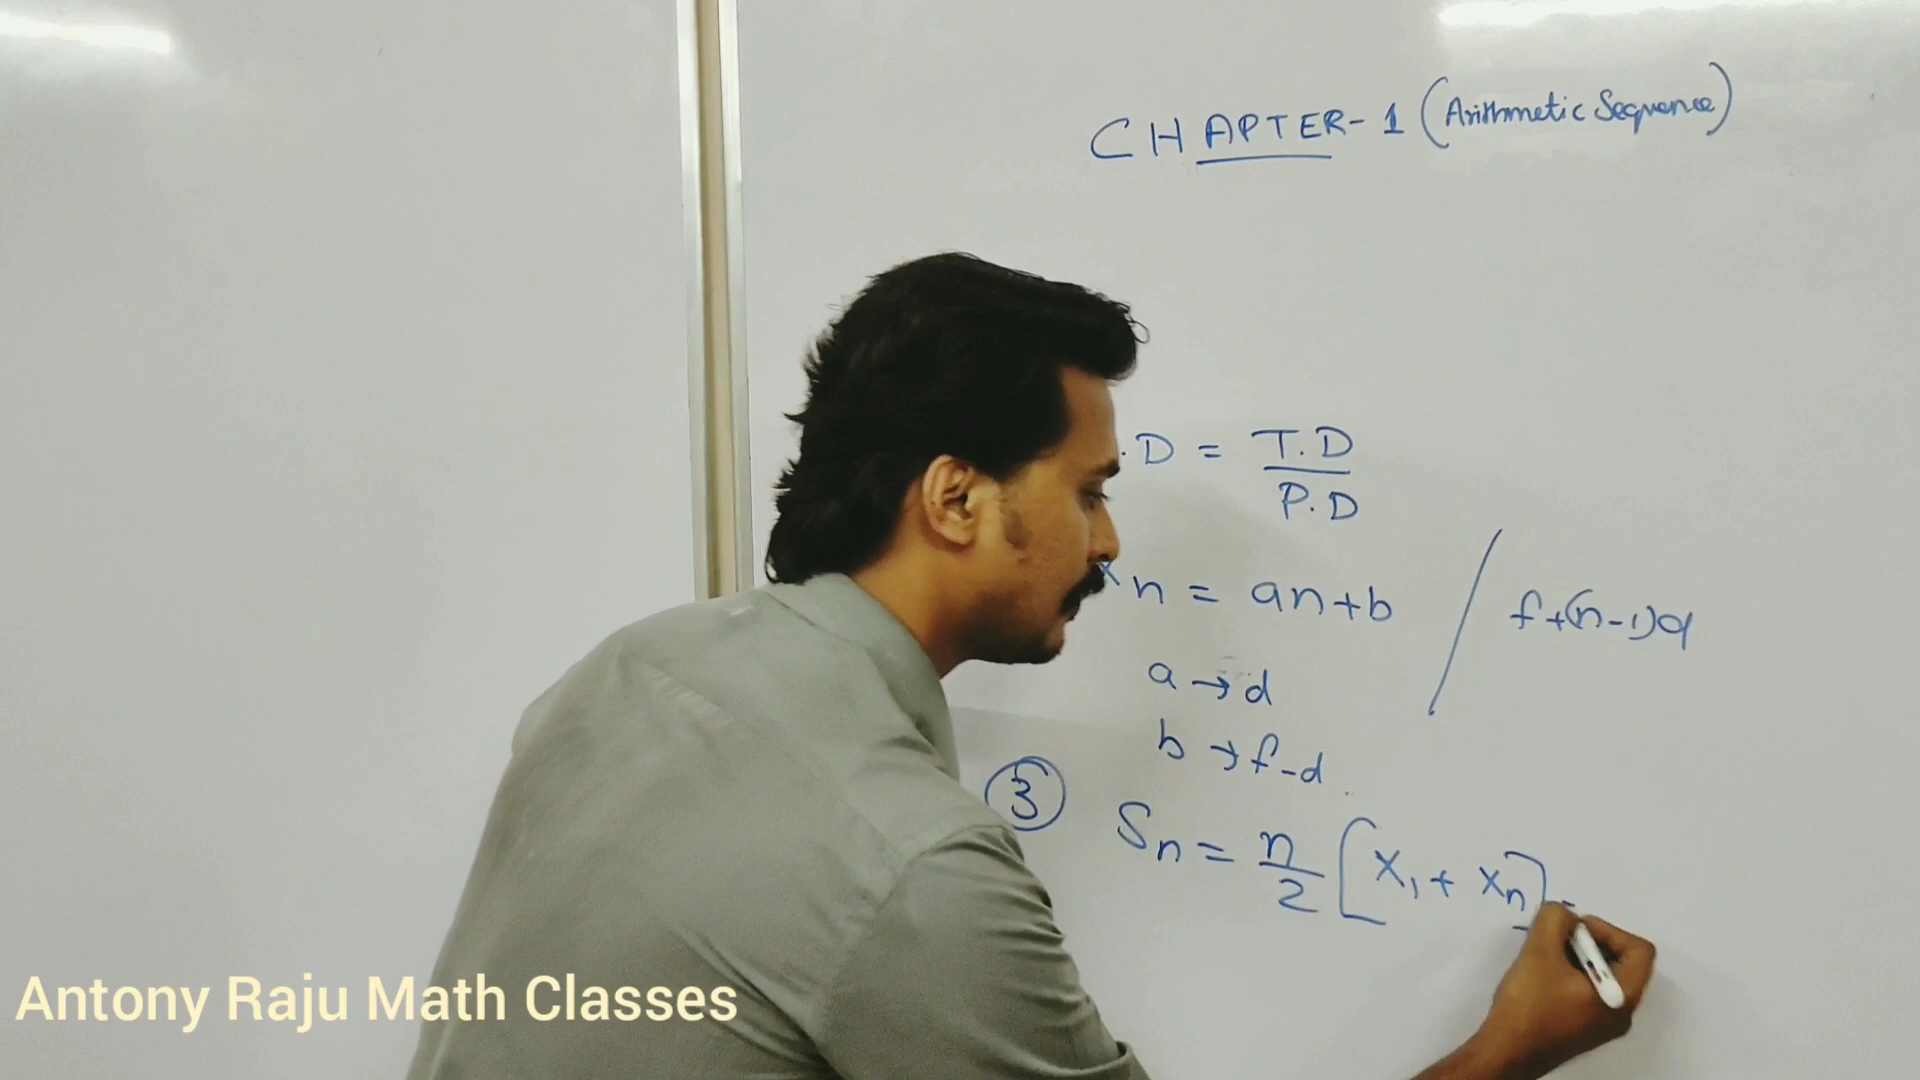 CHAPTER-1 (Arithmetic Sequence)
.D = T.D
P.D
xn = an+b / f+(n-1)d
a → d
b → f-d
3 Sn = n/2 [x1 + xn] =
Antony Raju Math Classes